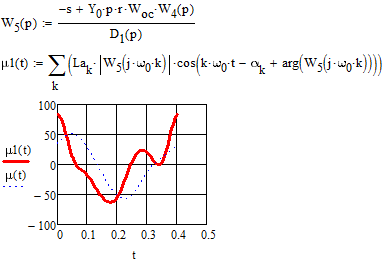 W₅(p) := (−s + Y₀·p·r·Wₒc·W₄(p)) / D₁(p)
μ1(t) := ∑ₖ (Laₖ·|W₅(j·ω₀·k)|·cos(k·ω₀·t − αₖ + arg(W₅(j·ω₀·k))))
100
50
0
−50
−100
μ1(t)
μ(t)
0 0.1 0.2 0.3 0.4 0.5
t